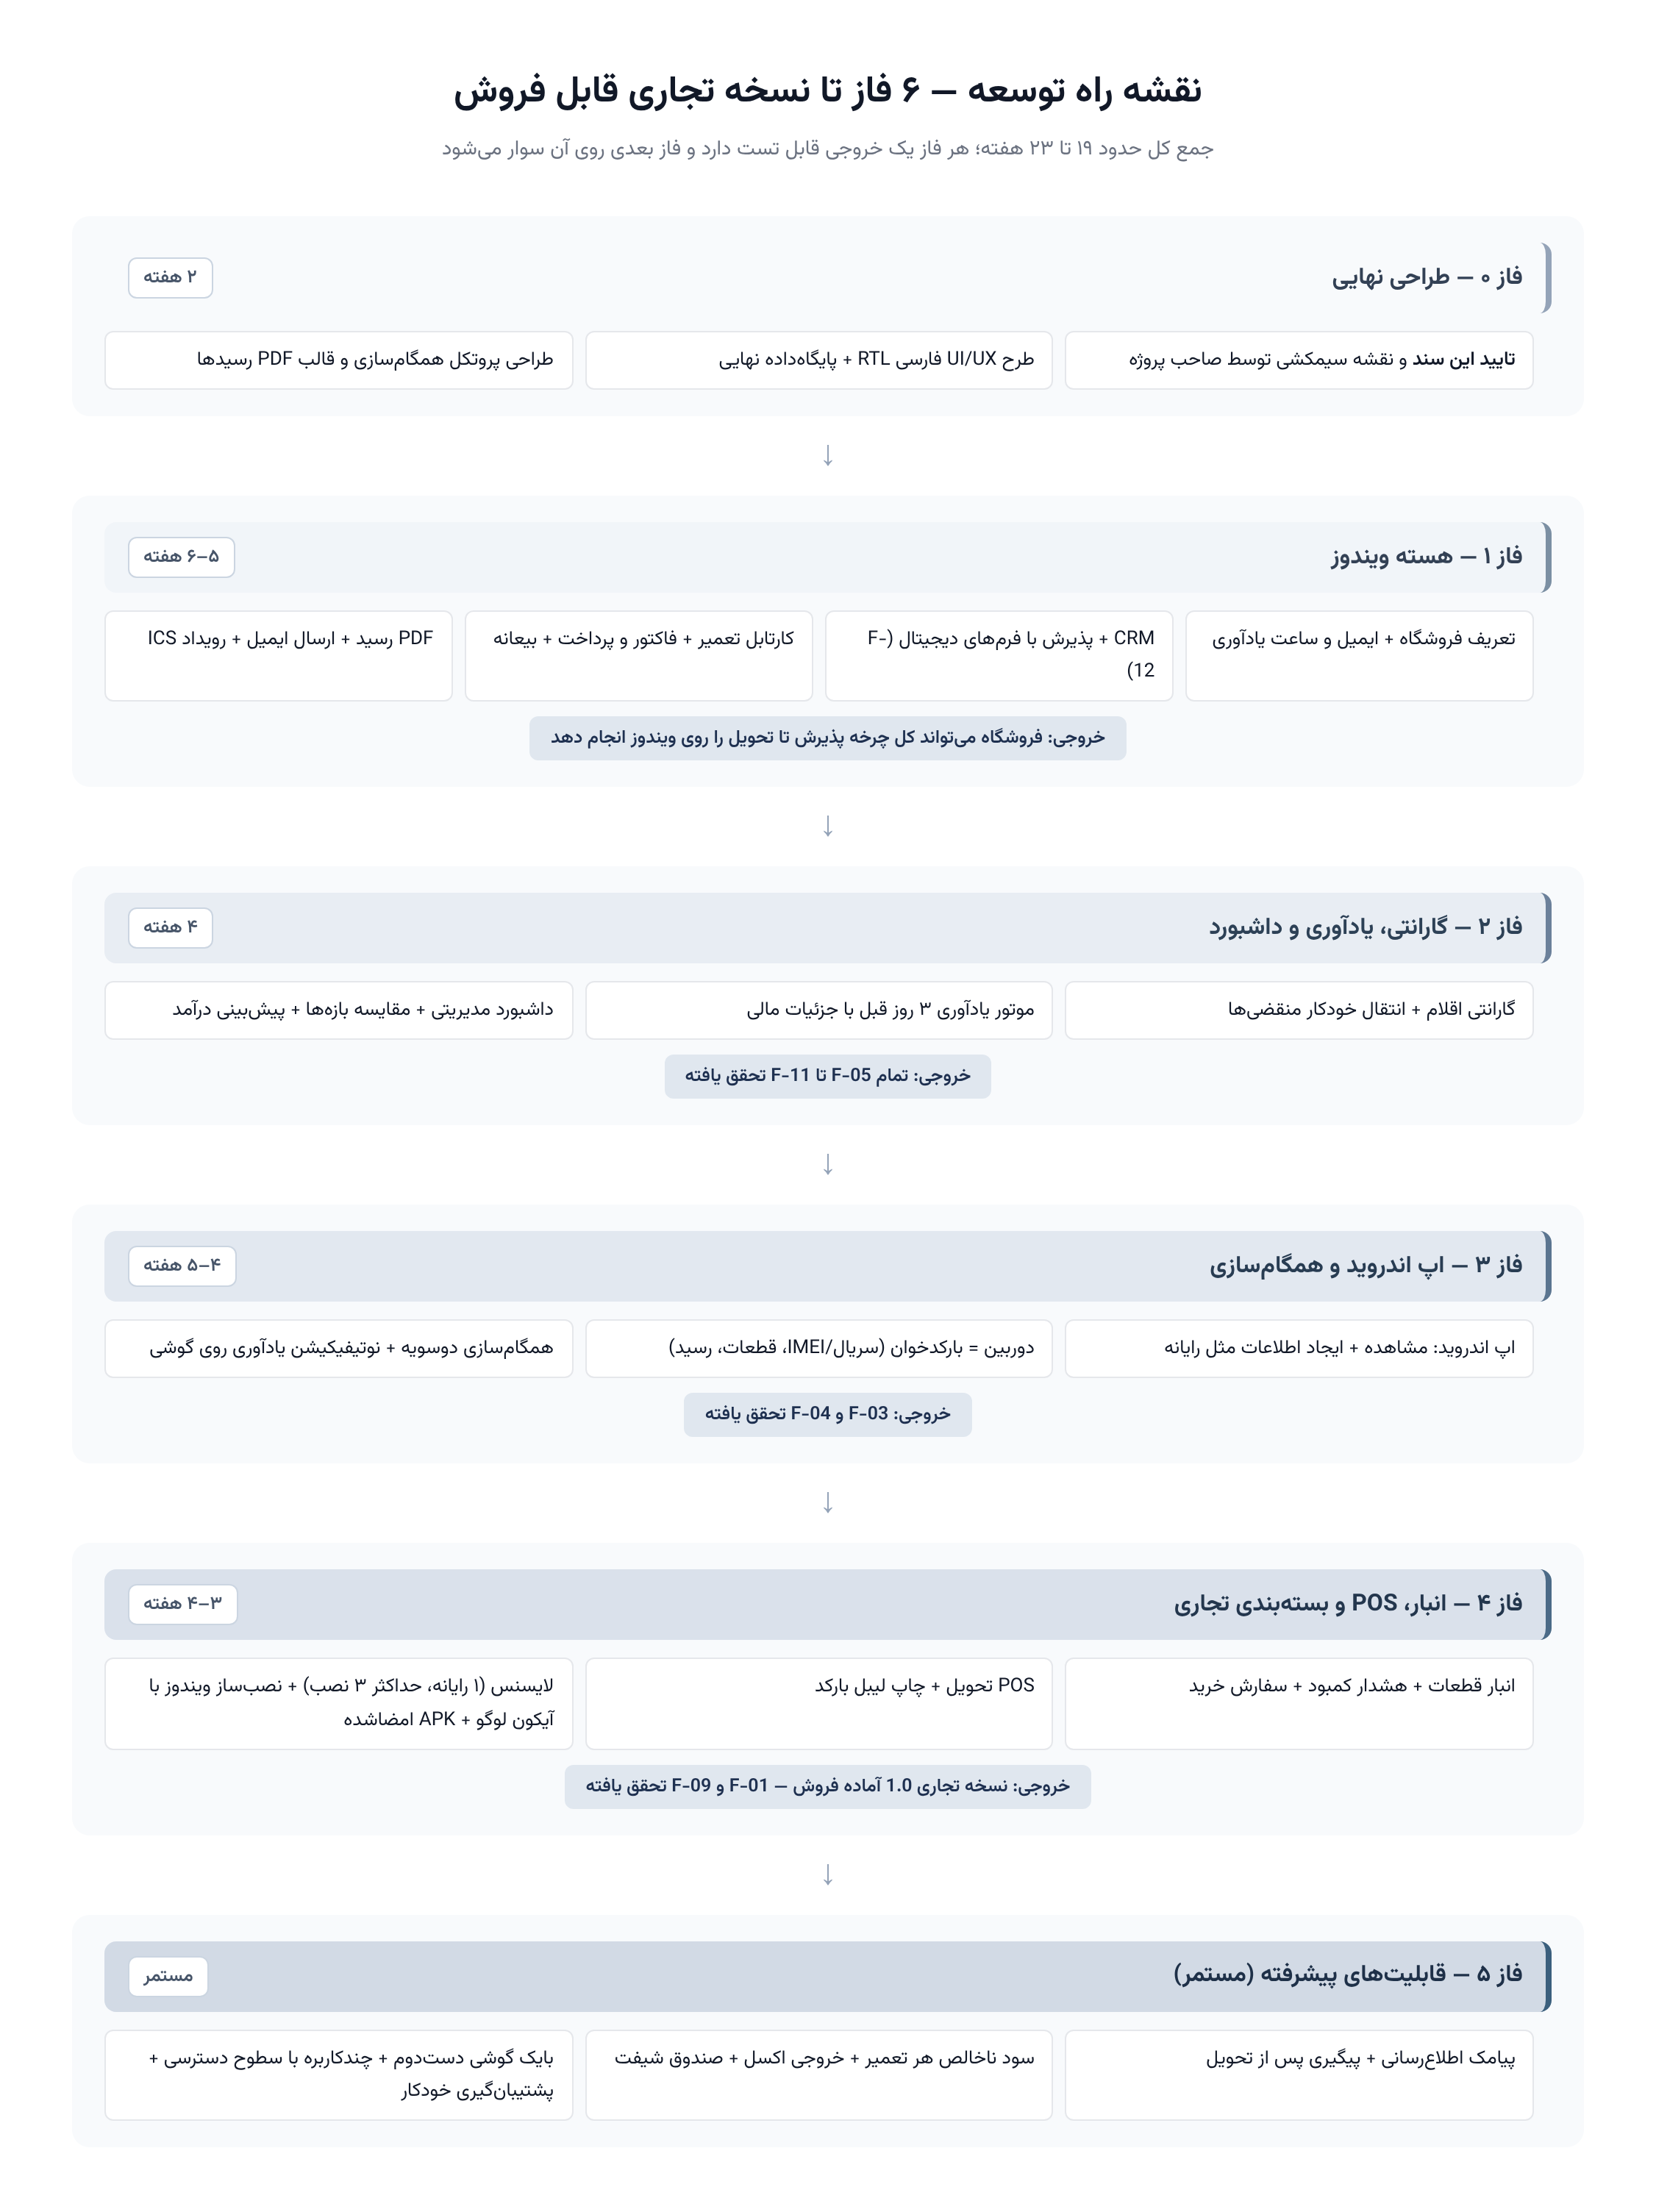 نقشه راه توسعه — ۶ فاز تا نسخه تجاری قابل فروش
جمع کل حدود ۱۹ تا ۲۳ هفته؛ هر فاز یک خروجی قابل تست دارد و فاز بعدی روی آن سوار می‌شود
فاز ۰ — طراحی نهایی
۲ هفته
تایید این سند و نقشه سیمکشی توسط صاحب پروژه
طرح UI/UX فارسی RTL + پایگاه‌داده نهایی
طراحی پروتکل همگام‌سازی و قالب PDF رسیدها
↓
فاز ۱ — هسته ویندوز
۵–۶ هفته
تعریف فروشگاه + ایمیل و ساعت یادآوری
CRM + پذیرش با فرم‌های دیجیتال (F-
12)
کارتابل تعمیر + فاکتور و پرداخت + بیعانه
PDF رسید + ارسال ایمیل + رویداد ICS
خروجی: فروشگاه می‌تواند کل چرخه پذیرش تا تحویل را روی ویندوز انجام دهد
↓
فاز ۲ — گارانتی، یادآوری و داشبورد
۴ هفته
گارانتی اقلام + انتقال خودکار منقضی‌ها
موتور یادآوری ۳ روز قبل با جزئیات مالی
داشبورد مدیریتی + مقایسه بازه‌ها + پیش‌بینی درآمد
خروجی: تمام F-05 تا F-11 تحقق یافته
↓
فاز ۳ — اپ اندروید و همگام‌سازی
۴–۵ هفته
اپ اندروید: مشاهده + ایجاد اطلاعات مثل رایانه
دوربین = بارکدخوان (سریال/IMEI، قطعات، رسید)
همگام‌سازی دوسویه + نوتیفیکیشن یادآوری روی گوشی
خروجی: F-03 و F-04 تحقق یافته
↓
فاز ۴ — انبار، POS و بسته‌بندی تجاری
۳–۴ هفته
انبار قطعات + هشدار کمبود + سفارش خرید
POS تحویل + چاپ لیبل بارکد
لایسنس (۱ رایانه، حداکثر ۳ نصب) + نصب‌ساز ویندوز با
آیکون لوگو + APK امضاشده
خروجی: نسخه تجاری 1.0 آماده فروش — F-01 و F-09 تحقق یافته
↓
فاز ۵ — قابلیت‌های پیشرفته (مستمر)
مستمر
پیامک اطلاع‌رسانی + پیگیری پس از تحویل
سود ناخالص هر تعمیر + خروجی اکسل + صندوق شیفت
بایک گوشی دست‌دوم + چندکاربره با سطوح دسترسی +
پشتیبان‌گیری خودکار